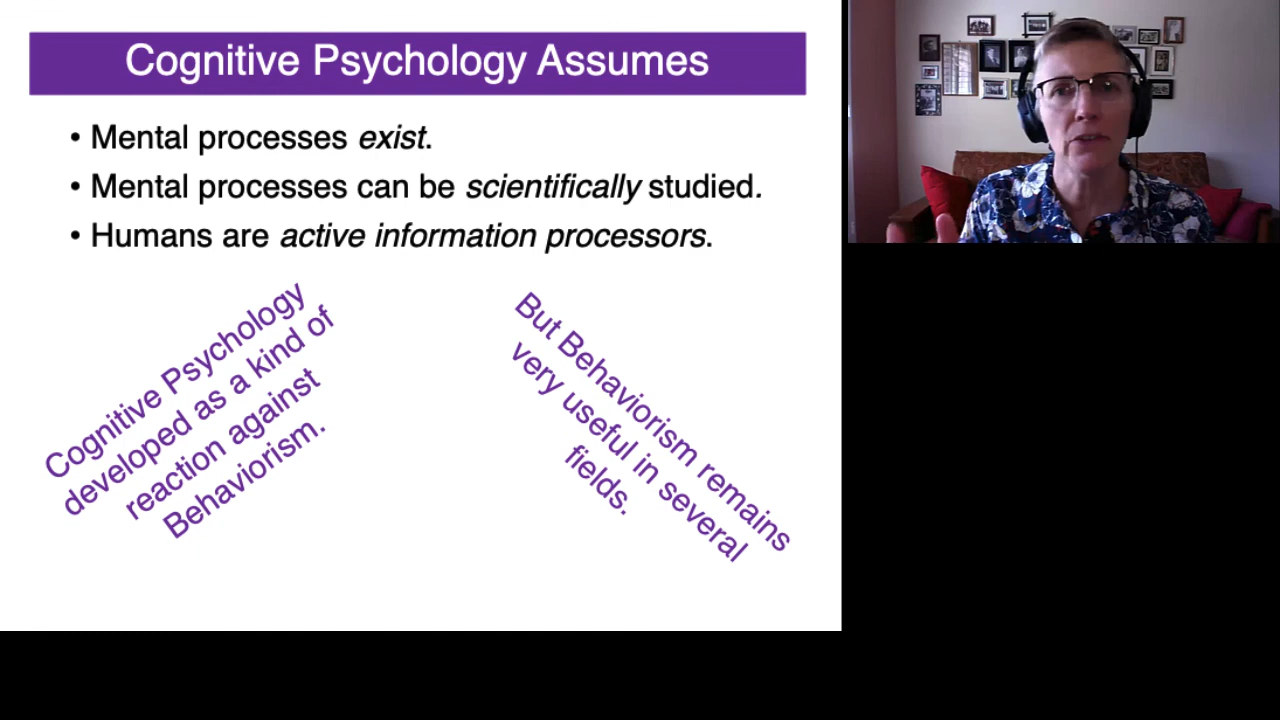 Cognitive Psychology Assumes
• Mental processes exist.
• Mental processes can be scientifically studied.
• Humans are active information processors.
Cognitive Psychology
developed as a kind of
reaction against
Behaviorism.
But Behaviorism remains
very useful in several
fields.